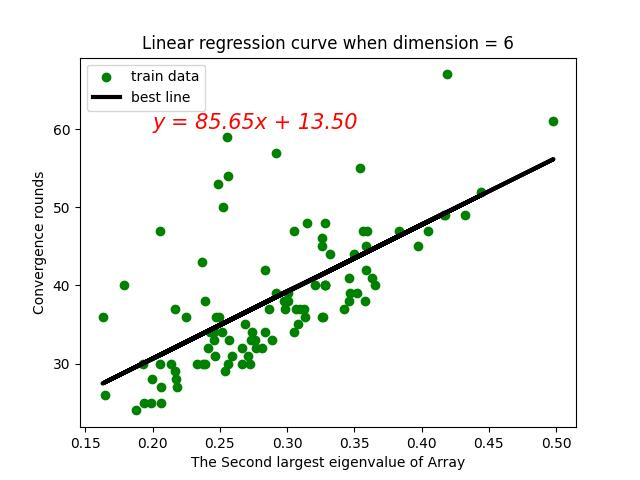 Linear regression curve when dimension = 6
train data
best line
y = 85.65x + 13.50
60
50
40
30
Convergence rounds
0.15 0.20 0.25 0.30 0.35 0.40 0.45 0.50
The Second largest eigenvalue of Array